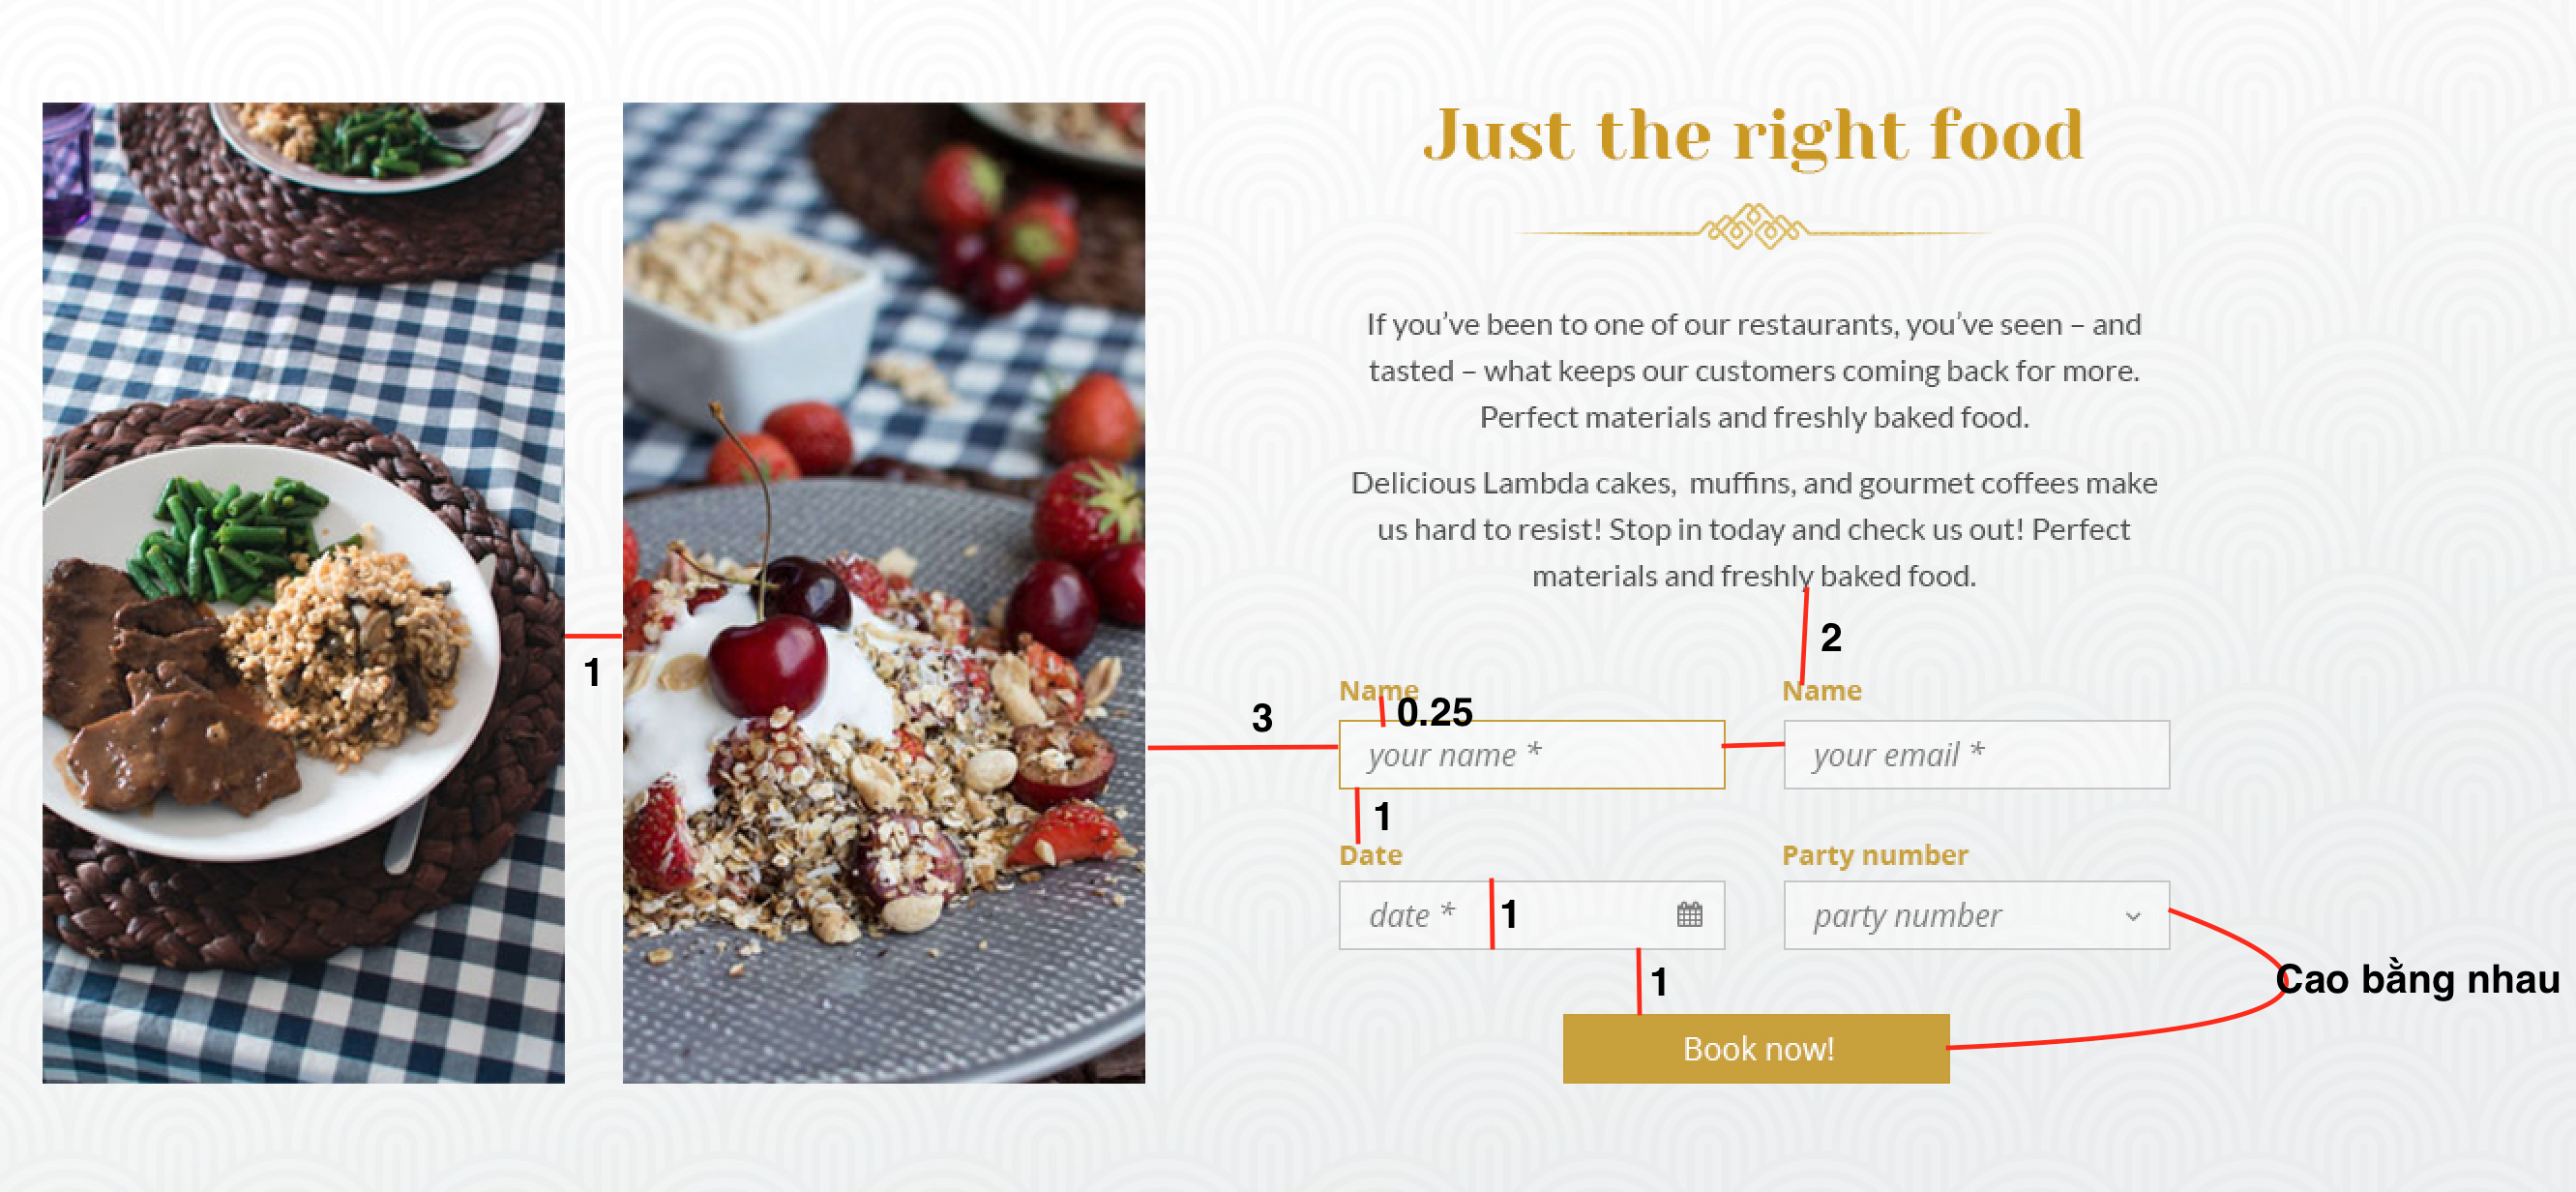 Just the right food
If you’ve been to one of our restaurants, you’ve seen – and
tasted – what keeps our customers coming back for more.
Perfect materials and freshly baked food.
Delicious Lambda cakes,  muffins, and gourmet coffees make
us hard to resist! Stop in today and check us out! Perfect
materials and freshly baked food.
2
1
3
Name
0.25
Name
your name *
your email *
1
Date
Party number
date *
1
party number
1
Cao bằng nhau
Book now!